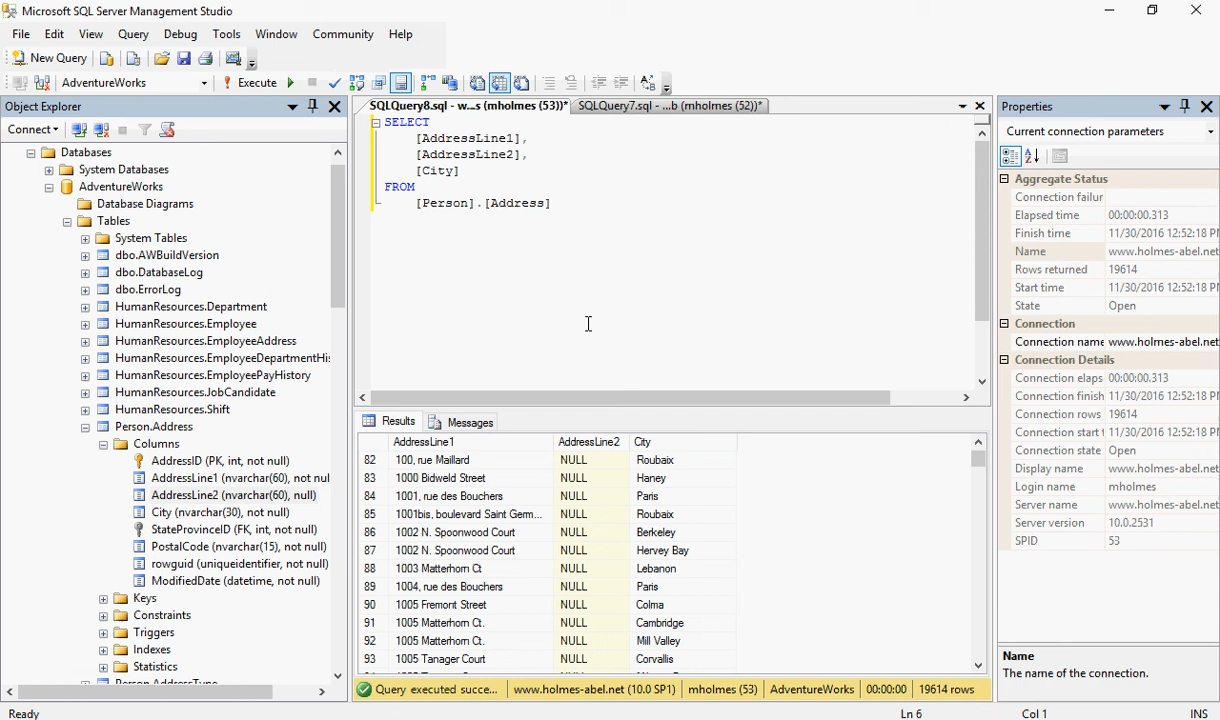 Microsoft SQL Server Management Studio
File Edit View Query Debug Tools Window Community Help
New Query
AdventureWorks Execute
Object Explorer
Connect
Databases
System Databases
AdventureWorks
Database Diagrams
Tables
System Tables
dbo.AWBuildVersion
dbo.DatabaseLog
dbo.ErrorLog
HumanResources.Department
HumanResources.Employee
HumanResources.EmployeeAddress
HumanResources.EmployeeDepartmentHi
HumanResources.EmployeePayHistory
HumanResources.JobCandidate
HumanResources.Shift
Person.Address
Columns
AddressID (PK, int, not null)
AddressLine1 (nvarchar(60), not nul
AddressLine2 (nvarchar(60), null)
City (nvarchar(30), not null)
StateProvinceID (FK, int, not null)
PostalCode (nvarchar(15), not null)
rowguid (uniqueidentifier, not null)
ModifiedDate (datetime, not null)
Keys
Constraints
Triggers
Indexes
Statistics
Person.AddressType
SQLQuery8.sql - w...s (mholmes (53))* SQLQuery7.sql - ...b (mholmes (52))*
SELECT
[AddressLine1],
[AddressLine2],
[City]
FROM
[Person].[Address]
Results Messages
AddressLine1 AddressLine2 City
82 100, rue Maillard NULL Roubaix
83 1000 Bidweld Street NULL Haney
84 1001, rue des Bouchers NULL Paris
85 1001bis, boulevard Saint Germ... NULL Roubaix
86 1002 N. Spoonwood Court NULL Berkeley
87 1002 N. Spoonwood Court NULL Hervey Bay
88 1003 Matterhorn Ct NULL Lebanon
89 1004, rue des Bouchers NULL Paris
90 1005 Fremont Street NULL Colma
91 1005 Matterhorn Ct. NULL Cambridge
92 1005 Matterhorn Ct. NULL Mill Valley
93 1005 Tanager Court NULL Corvallis
Query executed succe... www.holmes-abel.net (10.0 SP1) mholmes (53) AdventureWorks 00:00:00 19614 rows
Properties
Current connection parameters
Aggregate Status
Connection failur
Elapsed time 00:00:00.313
Finish time 11/30/2016 12:52:18 PM
Name www.holmes-abel.net
Rows returned 19614
Start time 11/30/2016 12:52:18 PM
State Open
Connection
Connection name www.holmes-abel.net
Connection Details
Connection elaps 00:00:00.313
Connection finish 11/30/2016 12:52:18 PM
Connection rows 19614
Connection start t 11/30/2016 12:52:18 PM
Connection state Open
Display name www.holmes-abel.net
Login name mholmes
Server name www.holmes-abel.net
Server version 10.0.2531
SPID 53
Name
The name of the connection.
Ready Ln 6 Col 1 INS